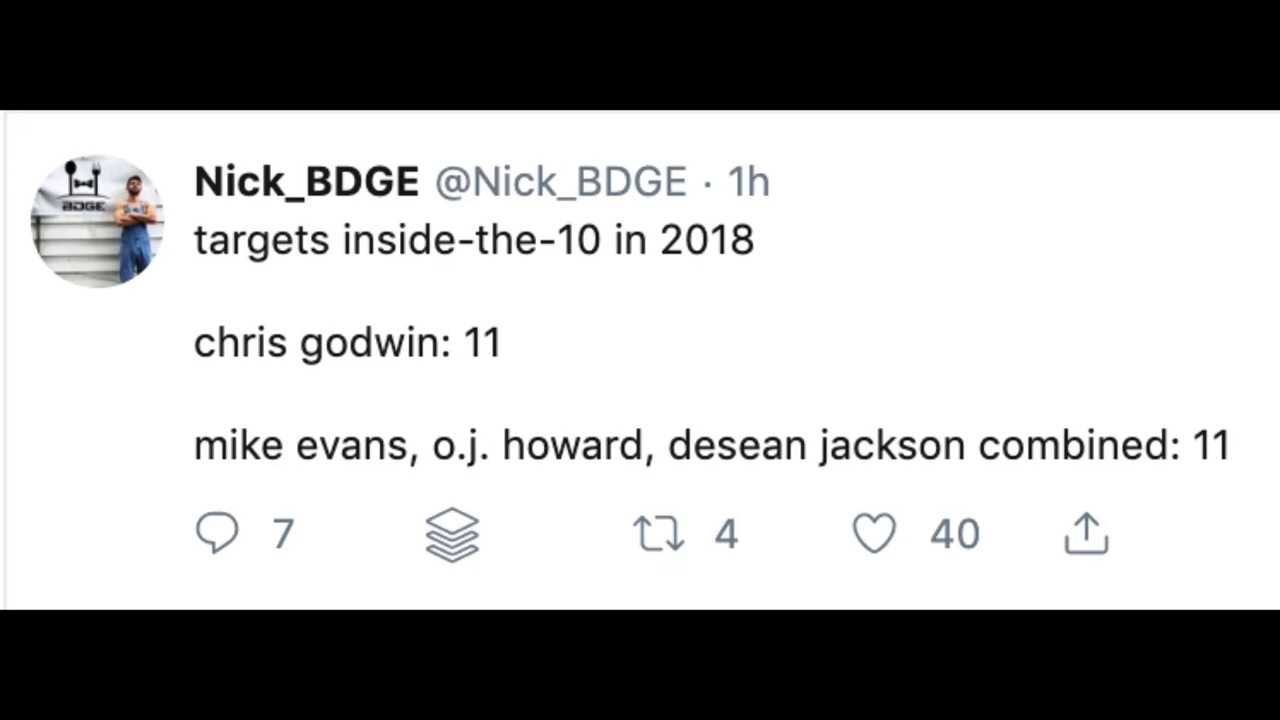 Nick_BDGE @Nick_BDGE · 1h
targets inside-the-10 in 2018
BDGE
chris godwin: 11
mike evans, o.j. howard, desean jackson combined: 11
7 4 40